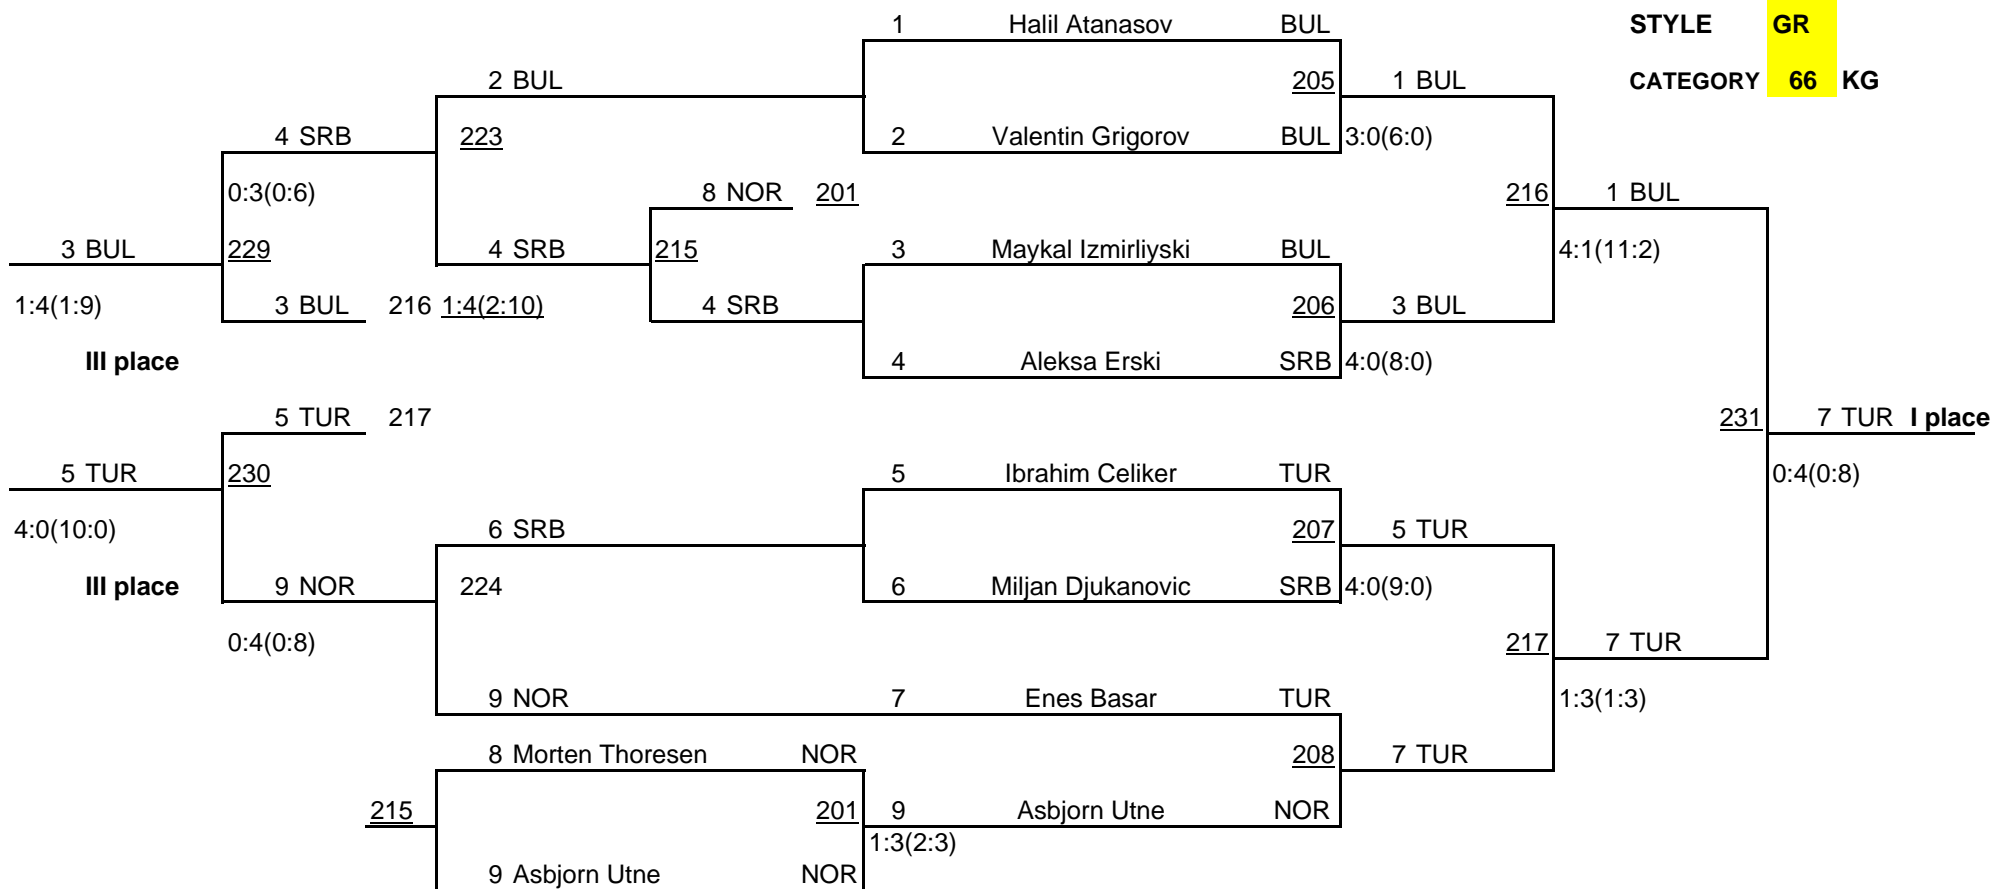 1 Halil Atanasov BUL STYLE GR
2 BUL 205 1 BUL CATEGORY 66 KG
4 SRB 223 2 Valentin Grigorov BUL 3:0(6:0)
0:3(0:6) 8 NOR 201 216 1 BUL
3 BUL 229 4 SRB 215 3 Maykal Izmirliyski BUL 4:1(11:2)
1:4(1:9) 3 BUL 216 1:4(2:10) 4 SRB 206 3 BUL
III place 4 Aleksa Erski SRB 4:0(8:0)
5 TUR 217 231 7 TUR I place
5 TUR 230 5 Ibrahim Celiker TUR 0:4(0:8)
4:0(10:0) 6 SRB 207 5 TUR
III place 9 NOR 224 6 Miljan Djukanovic SRB 4:0(9:0)
0:4(0:8) 217 7 TUR
9 NOR 7 Enes Basar TUR 1:3(1:3)
8 Morten Thoresen NOR 208 7 TUR
215 201 9 Asbjorn Utne NOR
1:3(2:3)
9 Asbjorn Utne NOR